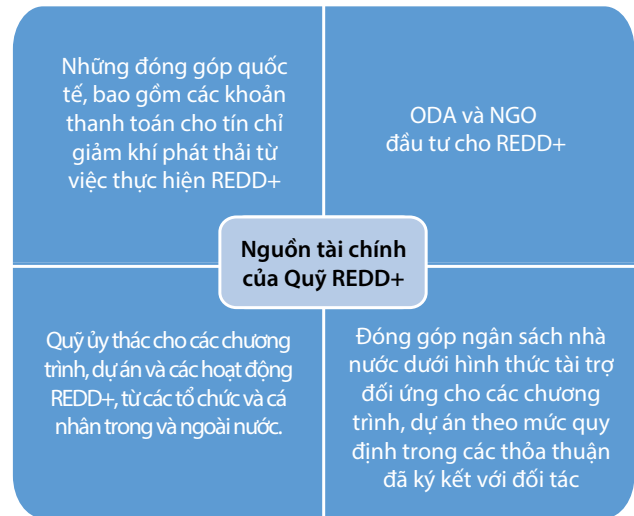 Những đóng góp quốc
tế, bao gồm các khoản
thanh toán cho tín chỉ
giảm khí phát thải từ
việc thực hiện REDD+
ODA và NGO
đầu tư cho REDD+
Nguồn tài chính
của Quỹ REDD+
Quỹ ủy thác cho các chương
trình, dự án và các hoạt động
REDD+, từ các tổ chức và cá
nhân trong và ngoài nước.
Đóng góp ngân sách nhà
nước dưới hình thức tài trợ
đối ứng cho các chương
trình, dự án theo mức quy
định trong các thỏa thuận
đã ký kết với đối tác